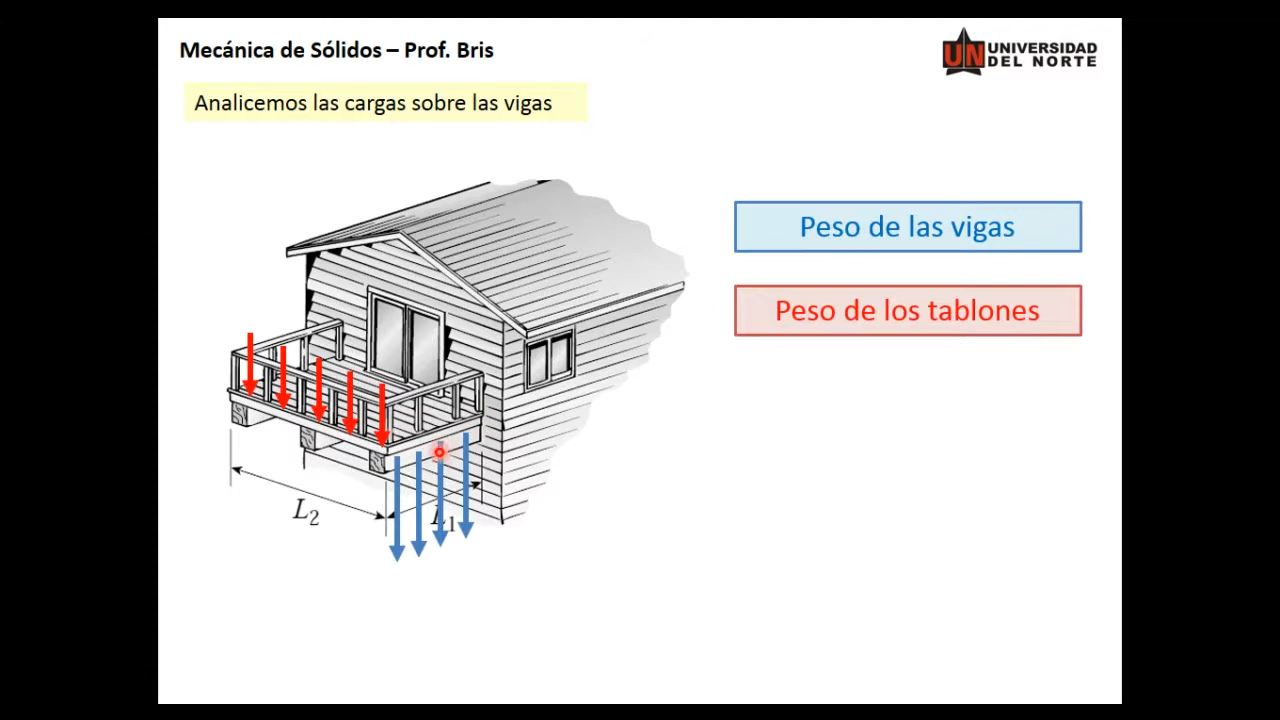 Mecánica de Sólidos – Prof. Bris
UN UNIVERSIDAD
DEL NORTE
Analicemos las cargas sobre las vigas
Peso de las vigas
Peso de los tablones
L2
L1